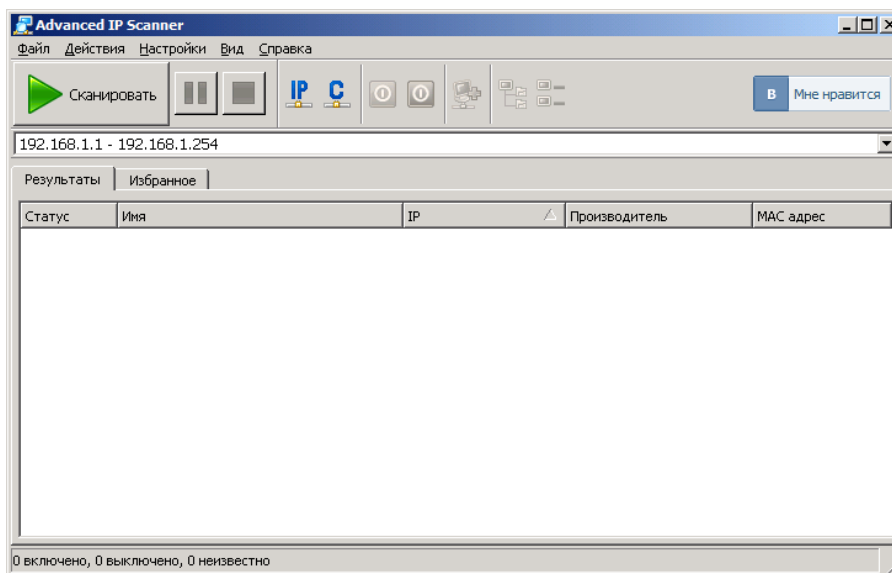 Advanced IP Scanner
Файл Действия Настройки Вид Справка
Сканировать IP C B Мне нравится
192.168.1.1 - 192.168.1.254
Результаты Избранное
Статус Имя IP Производитель MAC адрес
0 включено, 0 выключено, 0 неизвестно